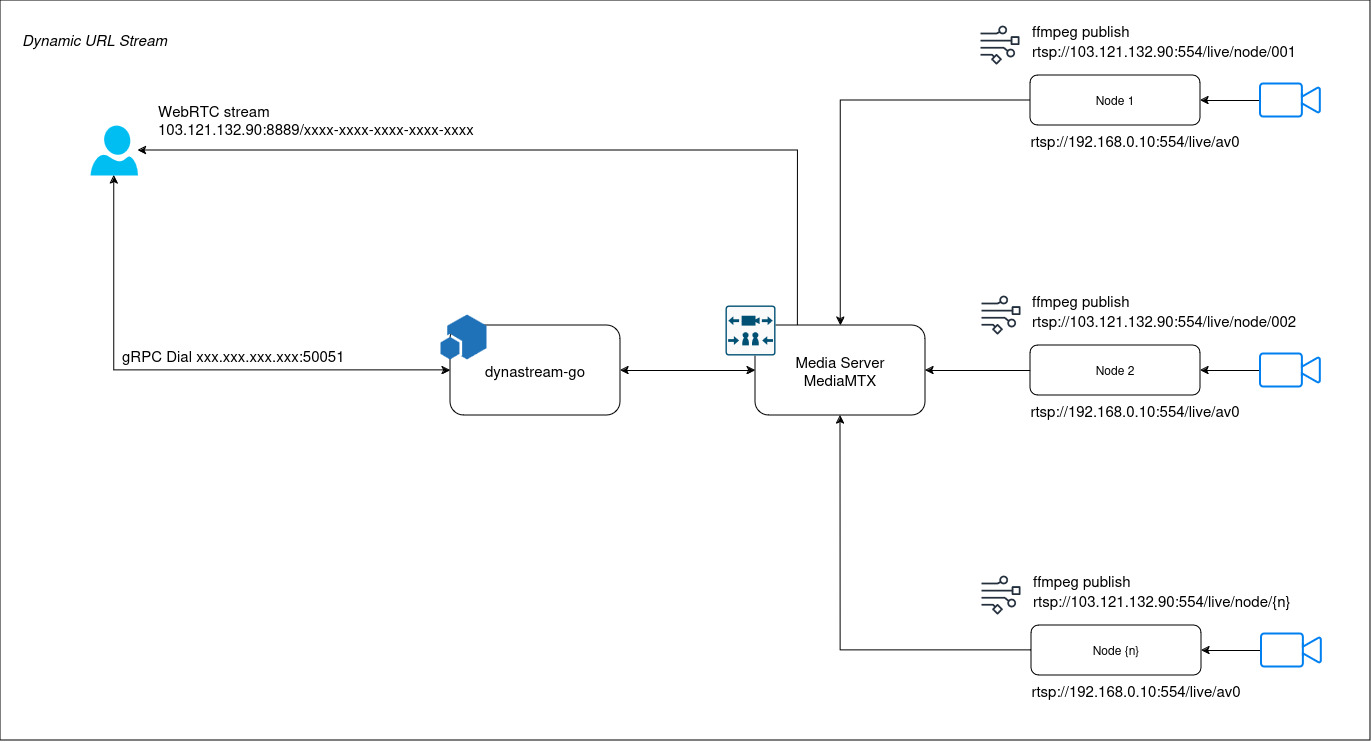 Dynamic URL Stream
ffmpeg publish
rtsp://103.121.132.90:554/live/node/001
Node 1
rtsp://192.168.0.10:554/live/av0
WebRTC stream
103.121.132.90:8889/xxxx-xxxx-xxxx-xxxx-xxxx
ffmpeg publish
rtsp://103.121.132.90:554/live/node/002
Node 2
rtsp://192.168.0.10:554/live/av0
gRPC Dial xxx.xxx.xxx.xxx:50051
dynastream-go
Media Server
MediaMTX
ffmpeg publish
rtsp://103.121.132.90:554/live/node/{n}
Node {n}
rtsp://192.168.0.10:554/live/av0